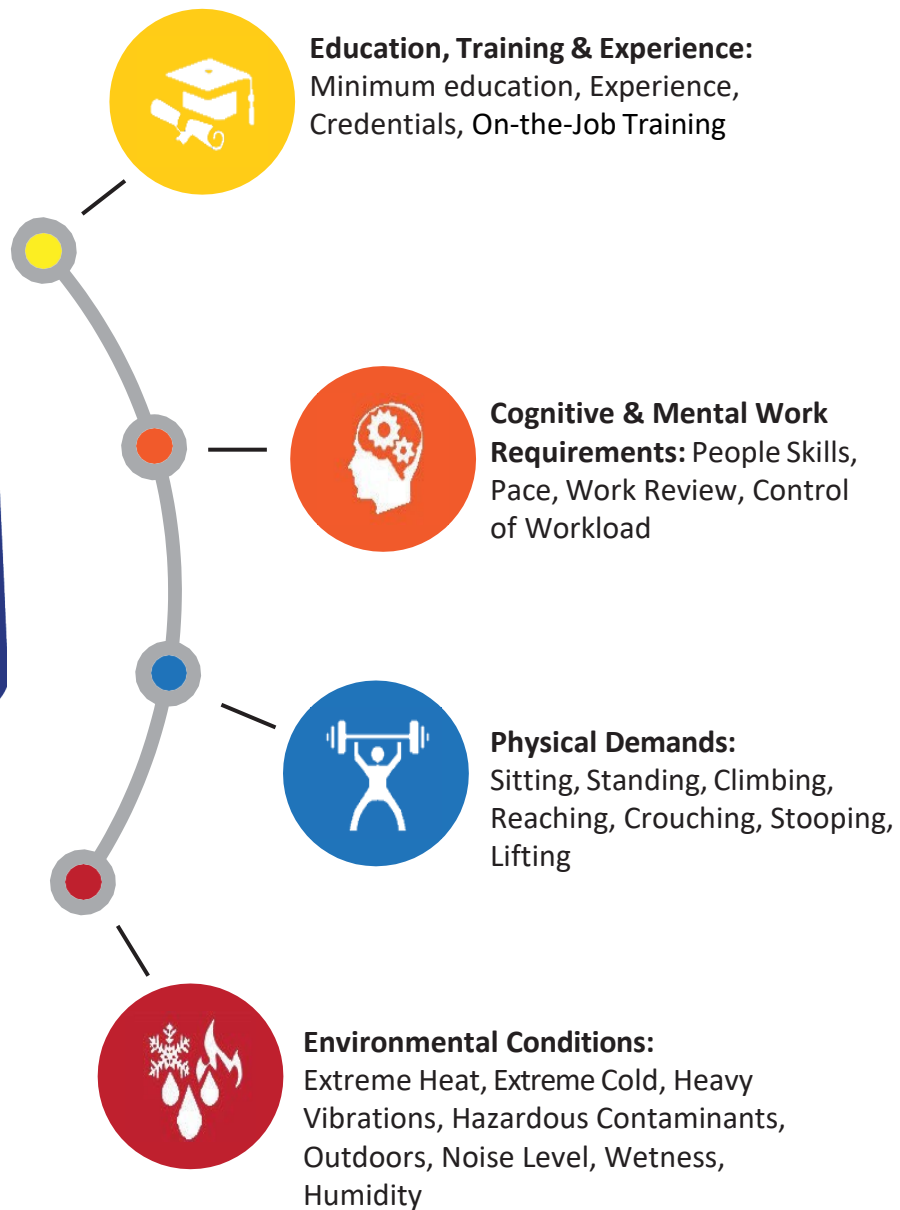 Education, Training & Experience:
Minimum education, Experience,
Credentials, On-the-Job Training
Cognitive & Mental Work
Requirements: People Skills,
Pace, Work Review, Control
of Workload
Physical Demands:
Sitting, Standing, Climbing,
Reaching, Crouching, Stooping,
Lifting
Environmental Conditions:
Extreme Heat, Extreme Cold, Heavy
Vibrations, Hazardous Contaminants,
Outdoors, Noise Level, Wetness,
Humidity